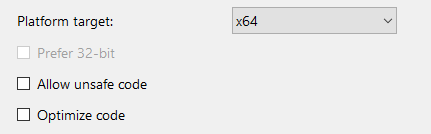 Platform target: x64
Prefer 32-bit
Allow unsafe code
Optimize code